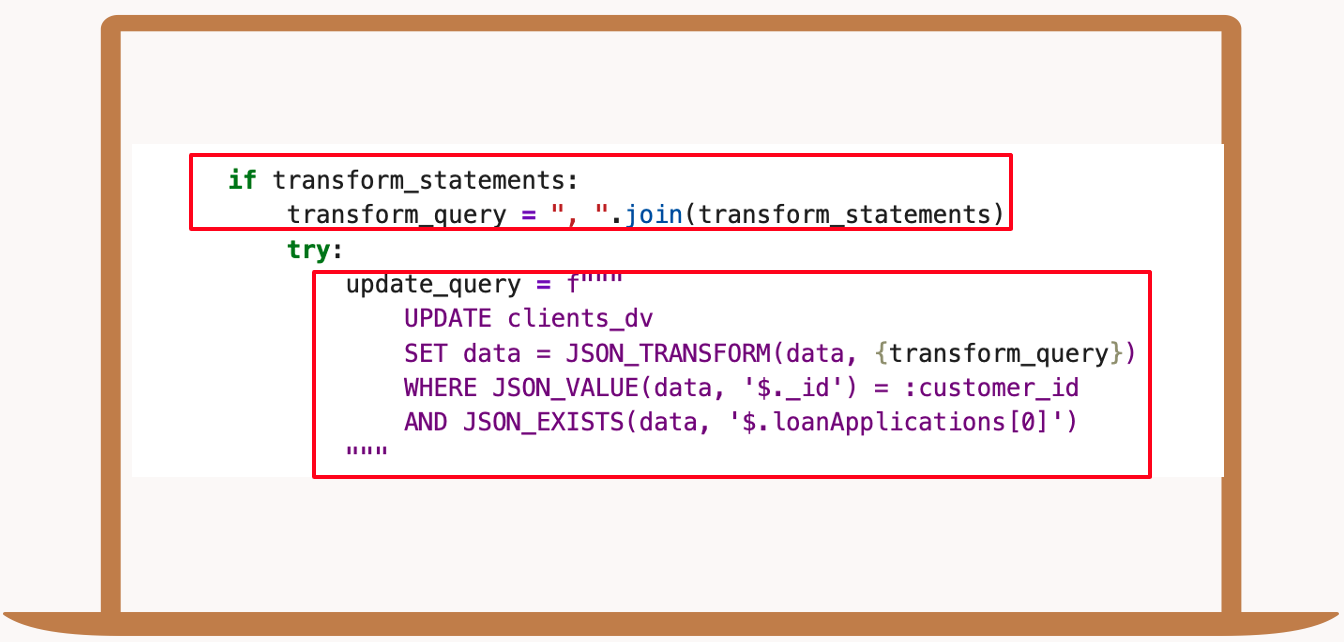 if transform_statements:
transform_query = ", ".join(transform_statements)
try:
update_query = f"""
UPDATE clients_dv
SET data = JSON_TRANSFORM(data, {transform_query})
WHERE JSON_VALUE(data, '$._id') = :customer_id
AND JSON_EXISTS(data, '$.loanApplications[0]')
"""